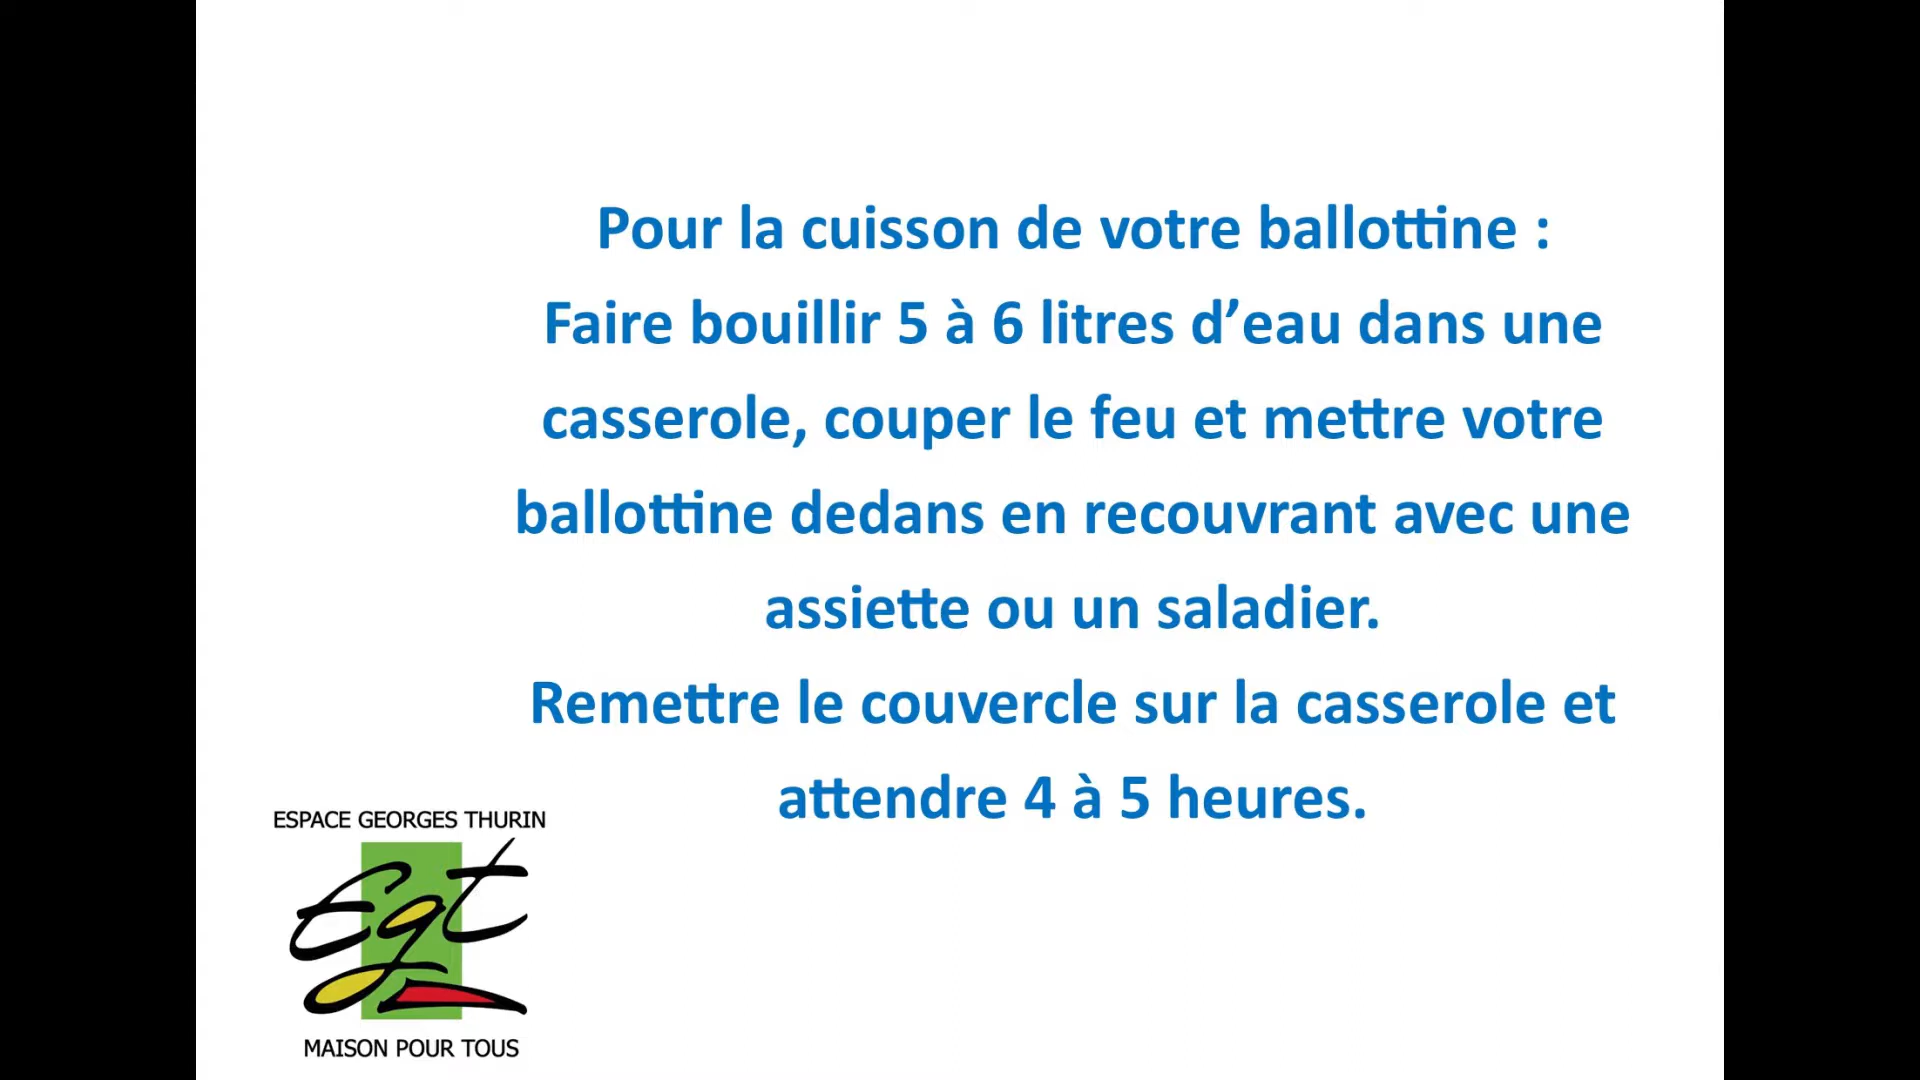 Pour la cuisson de votre ballottine :
Faire bouillir 5 à 6 litres d’eau dans une
casserole, couper le feu et mettre votre
ballottine dedans en recouvrant avec une
assiette ou un saladier.
Remettre le couvercle sur la casserole et
attendre 4 à 5 heures.
ESPACE GEORGES THURIN
Egt
MAISON POUR TOUS